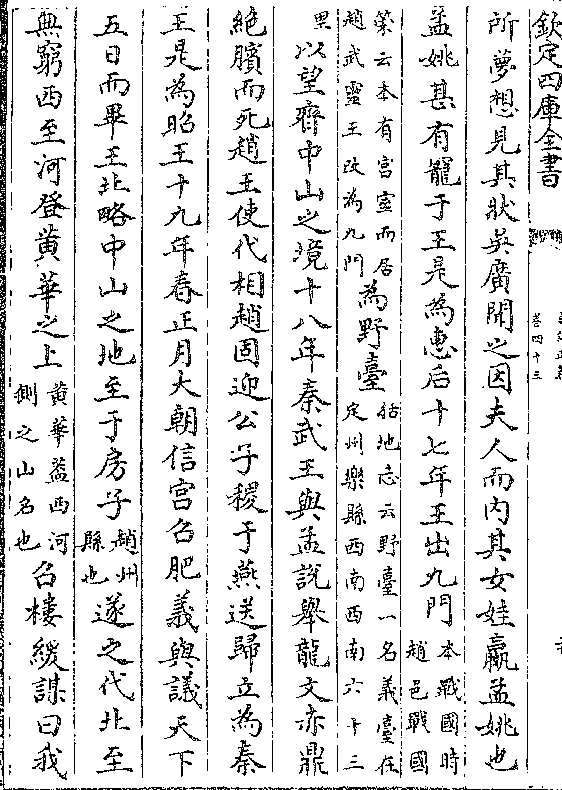 欽定四庫全書
卷四十三
所夢想見其狀吳廣聞之因夫人而内其女娃嬴孟姚也
孟姚甚有寵于王是為惠后十七年王出九門本戰國時趙邑戰國
策云本有宫室而居趙武靈王改為九門為野臺括地志云野臺一名義臺在定州樂縣西南西南六十三
里以望齊中山之境十八年秦武王與孟說舉龍文亦鼎
絶臏而死趙王使代相趙固迎公子稷于燕送歸立為秦
王是為昭王十九年春正月大朝信宫召肥義與議天下
五日而畢王北略中山之地至于房子趙州縣也遂之代北至
無窮西至河登黄華之上黄華葢西河側之山名也召樓緩謀曰我